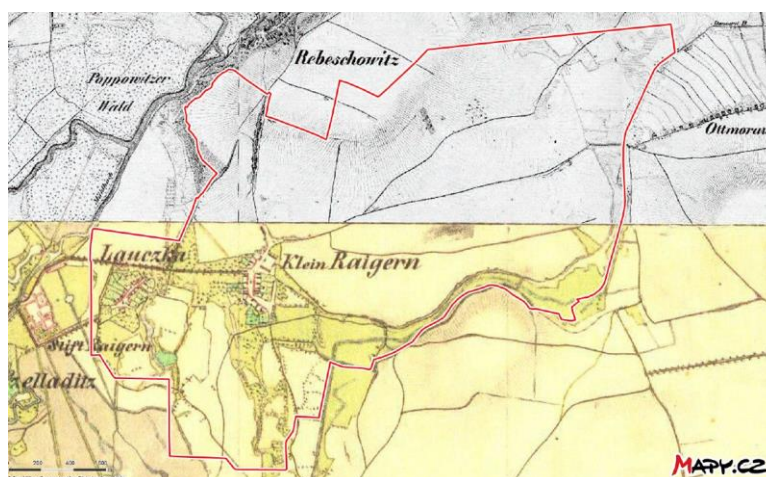 Rebeschowitz
Poppowitzer
Wald
Ottmarau
Lauczka
Klein Raigern
Stift Raigern
elladitz
MAPY.CZ